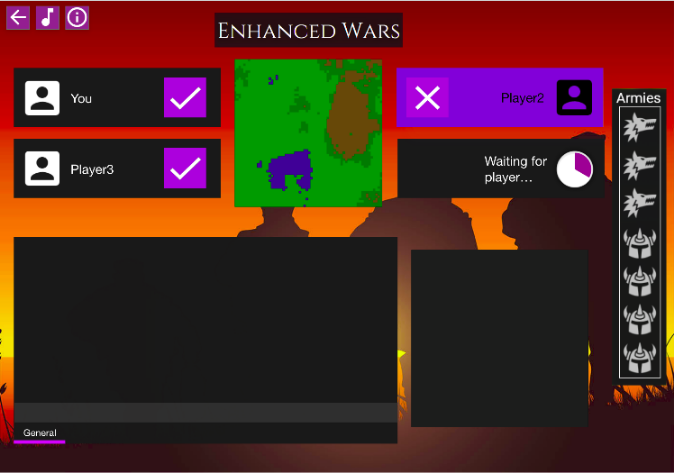 Enhanced Wars
You
Player2
Armies
Player3
Waiting for
player...
General